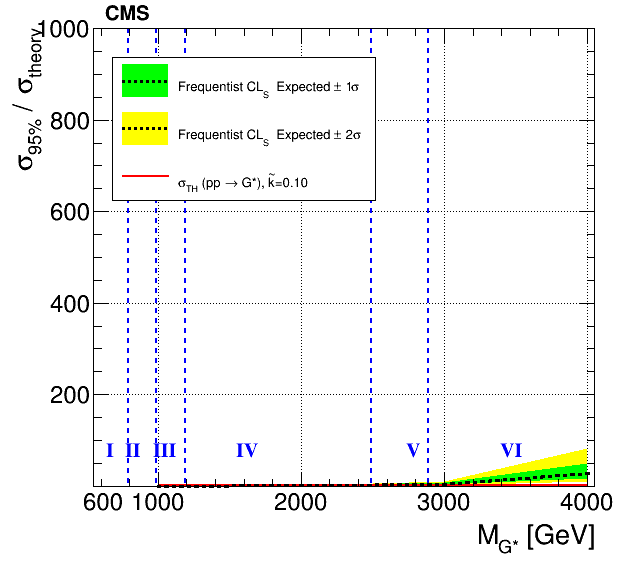 CMS
1000
800
600
400
200
σ95% / σtheory
Frequentist CLS Expected ± 1σ
Frequentist CLS Expected ± 2σ
σTH (pp → G*), k̃=0.10
I II III IV V VI
600 1000 2000 3000 4000
MG* [GeV]